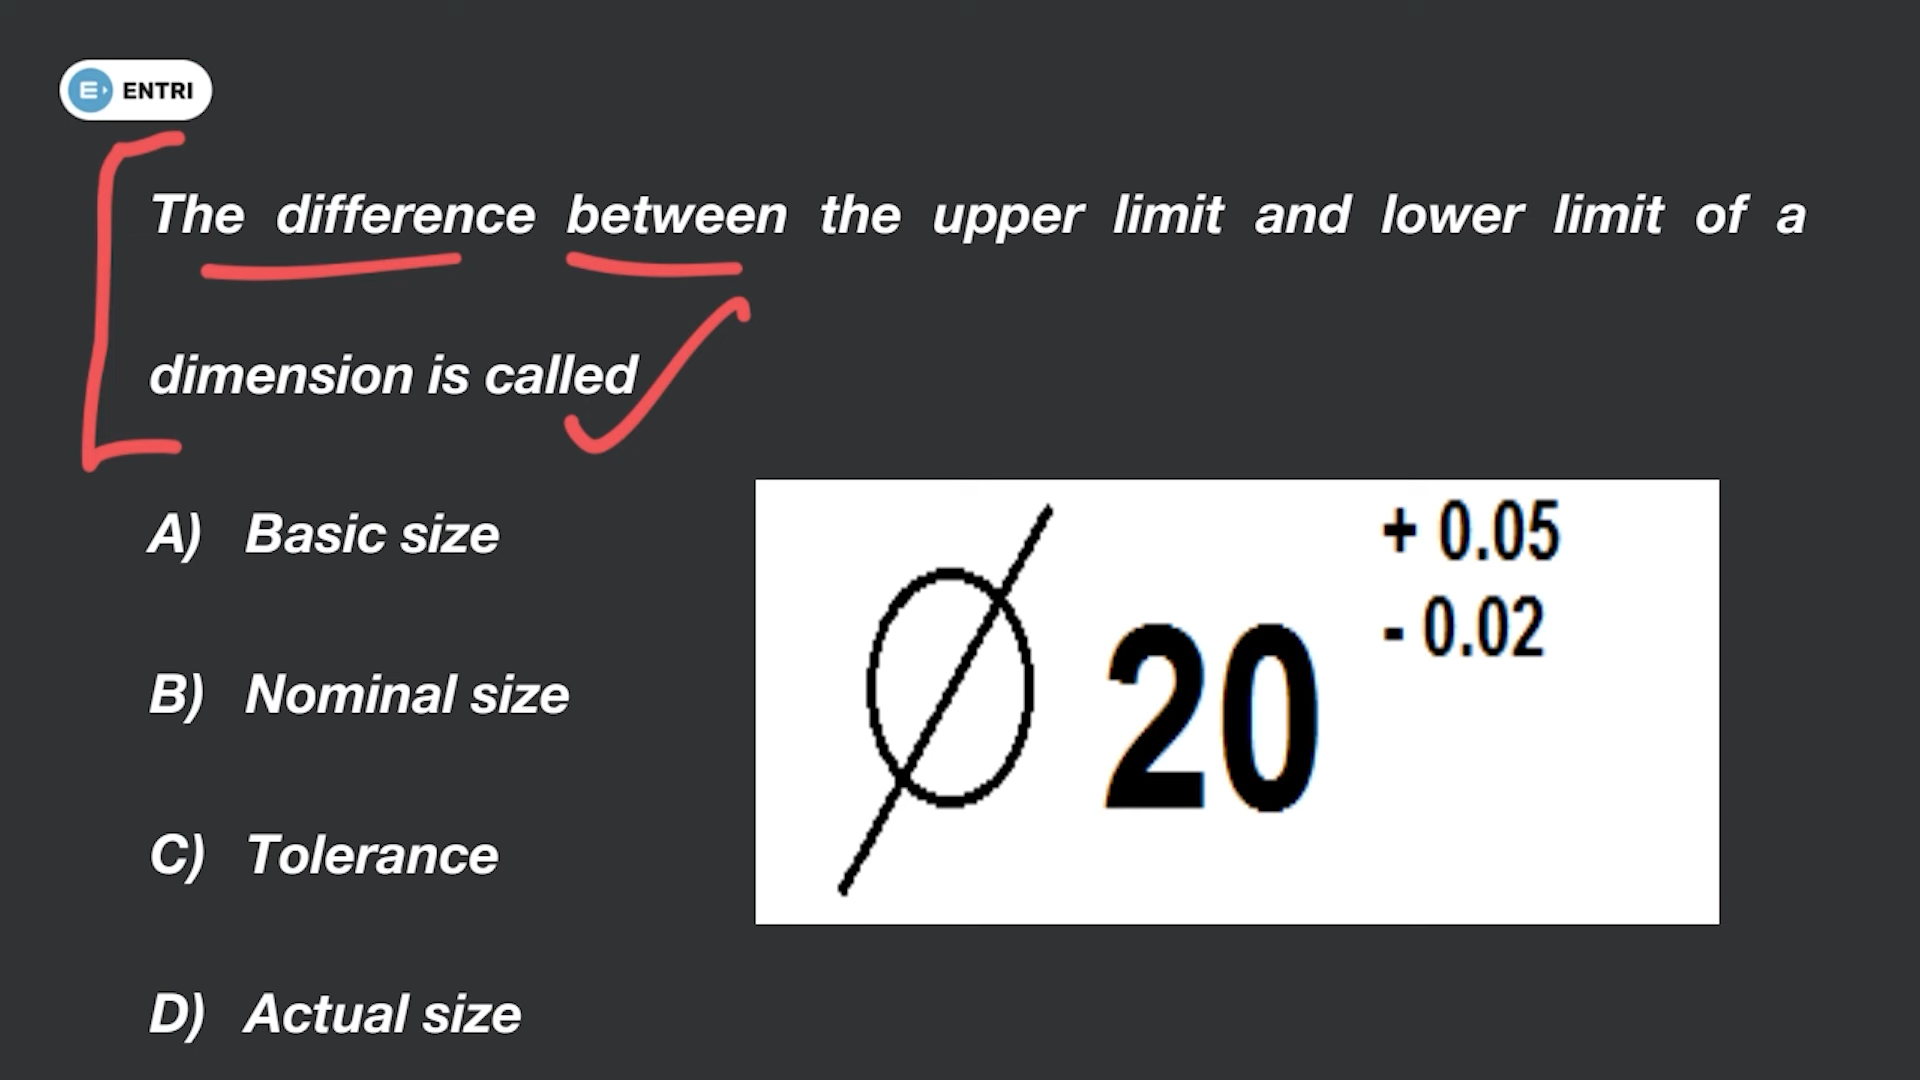 ENTRI
The difference between the upper limit and lower limit of a
dimension is called
A) Basic size
B) Nominal size
C) Tolerance
D) Actual size
+ 0.05
- 0.02
Ø 20